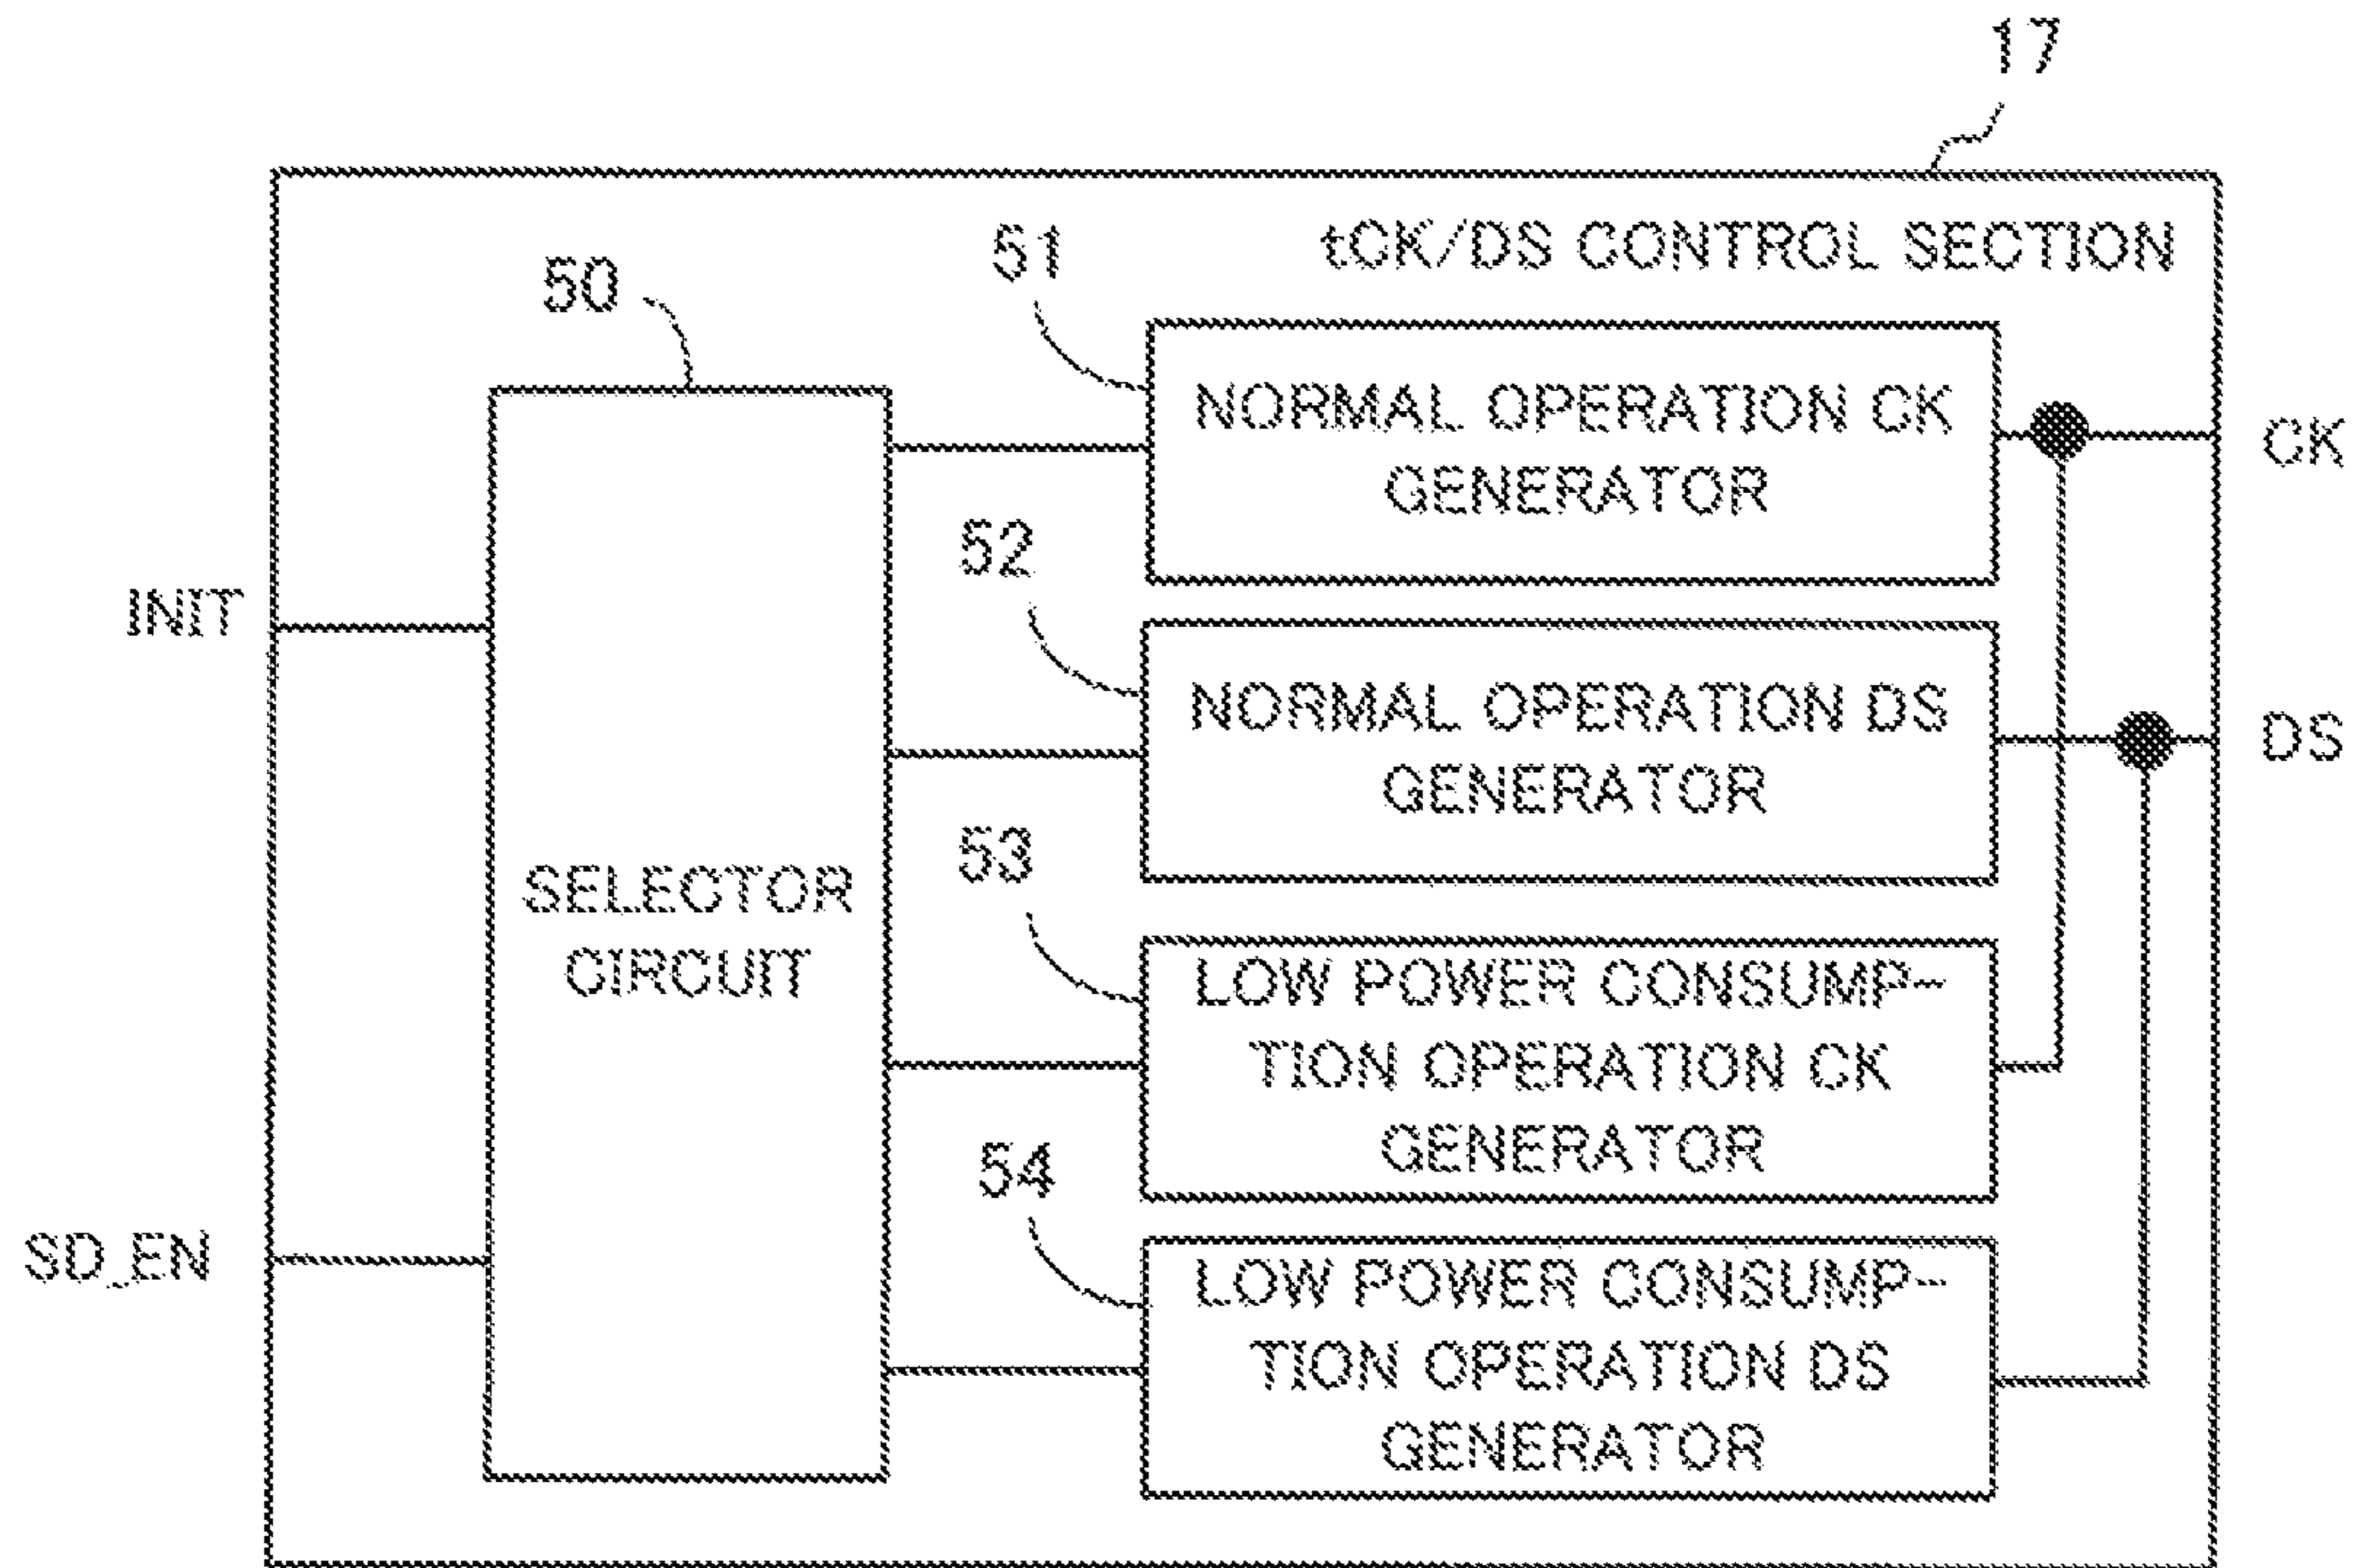 17
tCK/DS CONTROL SECTION
51
50
NORMAL OPERATION CK
GENERATOR
CK
52
INIT
NORMAL OPERATION DS
GENERATOR
DS
53
SELECTOR
CIRCUIT
LOW POWER CONSUMP-
TION OPERATION CK
GENERATOR
54
SD_EN
LOW POWER CONSUMP-
TION OPERATION DS
GENERATOR